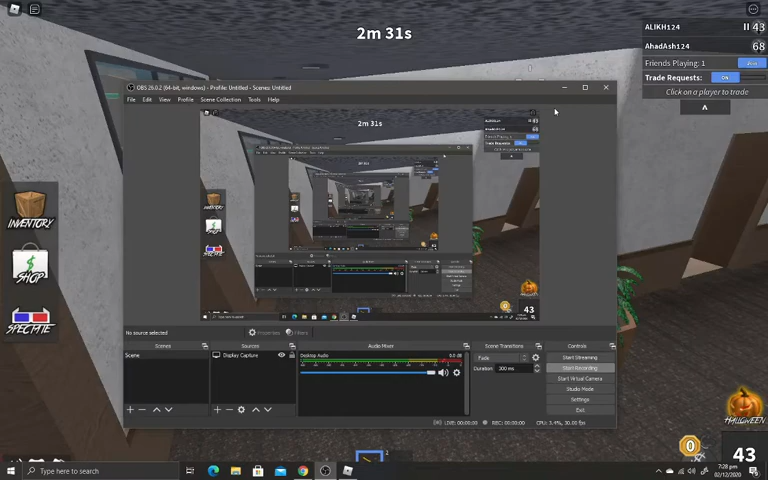 2m 31s
ALIKH124
43
AhadAsh124
68
Friends Playing: 1
Trade Requests:
ON
Click on a player to trade
INVENTORY
SHOP
SPECTATE
OBS 26.0.2 (64-bit, windows) - Profile: Untitled - Scenes: Untitled
File Edit View Profile Scene Collection Tools Help
2m 31s
43
No source selected
Properties
Filters
Scenes
Sources
Audio Mixer
Scene Transitions
Controls
Scene
Display Capture
Desktop Audio
0.0 dB
Fade
Duration
300 ms
Start Streaming
Start Recording
Start Virtual Camera
Studio Mode
Settings
Exit
LIVE: 00:00:00
REC: 00:00:00
CPU: 3.4%, 30.00 fps
HALLOWEEN
0
43
2
Type here to search
7:28 pm
02/12/2020